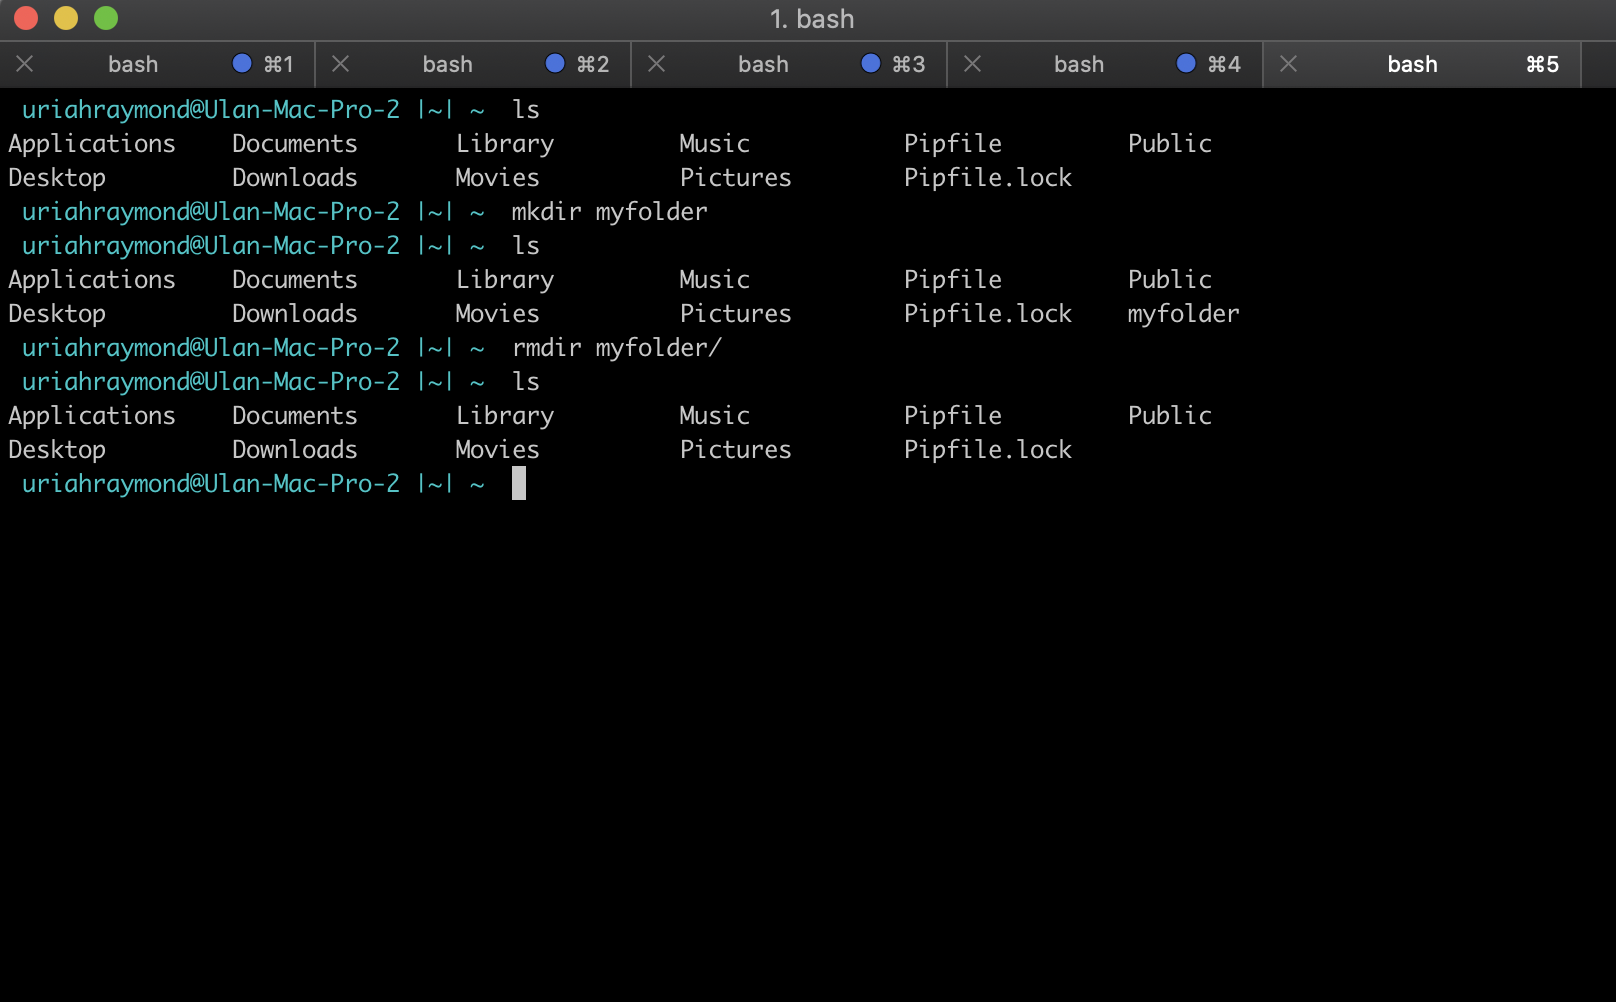 1. bash
bash ⌘1 bash ⌘2 bash ⌘3 bash ⌘4 bash ⌘5
uriahraymond@Ulan-Mac-Pro-2 |~| ~ ls
Applications Documents Library Music Pipfile Public
Desktop Downloads Movies Pictures Pipfile.lock
uriahraymond@Ulan-Mac-Pro-2 |~| ~ mkdir myfolder
uriahraymond@Ulan-Mac-Pro-2 |~| ~ ls
Applications Documents Library Music Pipfile Public
Desktop Downloads Movies Pictures Pipfile.lock myfolder
uriahraymond@Ulan-Mac-Pro-2 |~| ~ rmdir myfolder/
uriahraymond@Ulan-Mac-Pro-2 |~| ~ ls
Applications Documents Library Music Pipfile Public
Desktop Downloads Movies Pictures Pipfile.lock
uriahraymond@Ulan-Mac-Pro-2 |~| ~